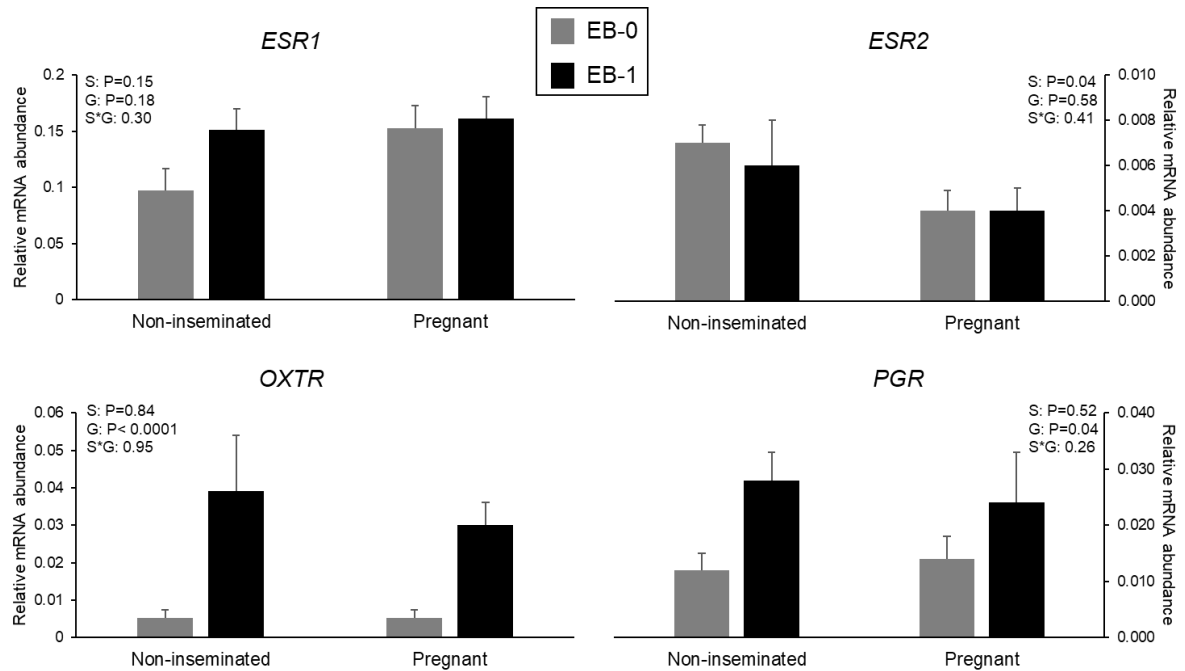 ESR1
EB-0
EB-1
ESR2
S: P=0.15
G: P=0.18
S*G: 0.30
0.2
0.15
0.1
0.05
0
Relative mRNA abundance
Non-inseminated Pregnant
S: P=0.04
G: P=0.58
S*G: 0.41
0.010
0.008
0.006
0.004
0.002
0.000
Relative mRNA abundance
Non-inseminated Pregnant
OXTR
S: P=0.84
G: P< 0.0001
S*G: 0.95
0.06
0.05
0.04
0.03
0.02
0.01
0
Relative mRNA abundance
Non-inseminated Pregnant
PGR
S: P=0.52
G: P=0.04
S*G: 0.26
0.040
0.030
0.020
0.010
0.000
Relative mRNA abundance
Non-inseminated Pregnant